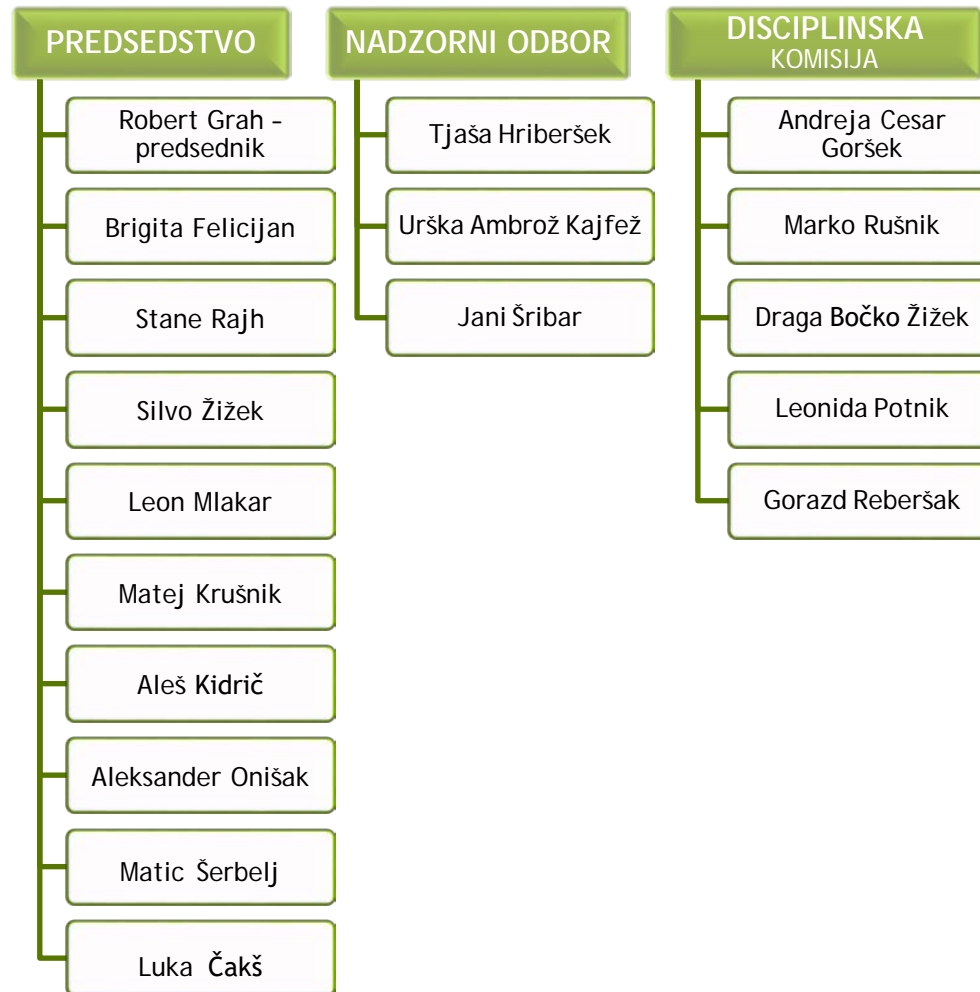 PREDSEDSTVO
Robert Grah –
predsednik
Brigita Felicijan
Stane Rajh
Silvo Žižek
Leon Mlakar
Matej Krušnik
Aleš Kidrič
Aleksander Onišak
Matic Šerbelj
Luka Čakš
NADZORNI ODBOR
Tjaša Hriberšek
Urška Ambrož Kajfež
Jani Šribar
DISCIPLINSKA
KOMISIJA
Andreja Cesar
Goršek
Marko Rušnik
Draga Bočko Žižek
Leonida Potnik
Gorazd Reberšak